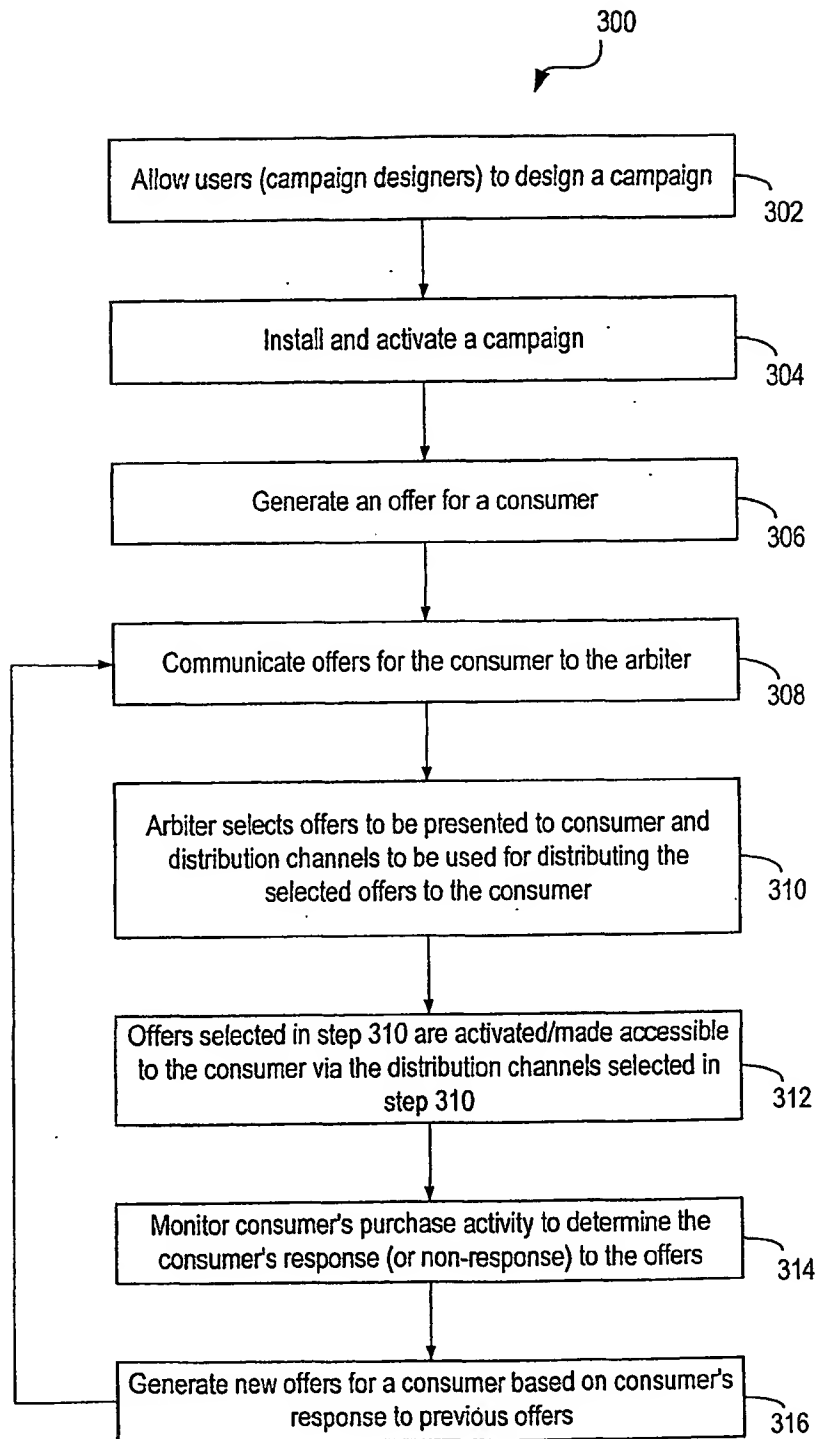 300
Allow users (campaign designers) to design a campaign
302
Install and activate a campaign
304
Generate an offer for a consumer
306
Communicate offers for the consumer to the arbiter
308
Arbiter selects offers to be presented to consumer and
distribution channels to be used for distributing the
selected offers to the consumer
310
Offers selected in step 310 are activated/made accessible
to the consumer via the distribution channels selected in
step 310
312
Monitor consumer's purchase activity to determine the
consumer's response (or non-response) to the offers
314
Generate new offers for a consumer based on consumer's
response to previous offers
316